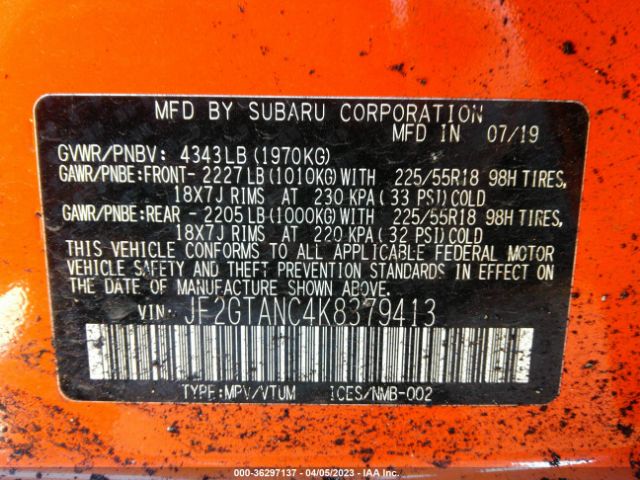 MFD BY SUBARU CORPORATION
MFD IN 07/19
GVWR/PNBV: 4343LB (1970KG)
GAWR/PNBE:FRONT- 2227 LB (1010KG) WITH 225/55R18 98H TIRES,
18X7J RIMS AT 230 KPA ( 33 PSI) COLD
GAWR/PNBE:REAR - 2205 LB (1000KG) WITH 225/55R18 98H TIRES,
18X7J RIMS AT 220 KPA ( 32 PSI) COLD
THIS VEHICLE CONFORMS TO ALL APPLICABLE FEDERAL MOTOR
VEHICLE SAFETY AND THEFT PREVENTION STANDARDS IN EFFECT ON
THE DATE OF MANUFACTURE SHOWN ABOVE.
VIN: JF2GTANC4K8379413
TYPE:MPV/VTUM ICES/NMB-002
000-36297137 - 04/05/2023 - IAA Inc.